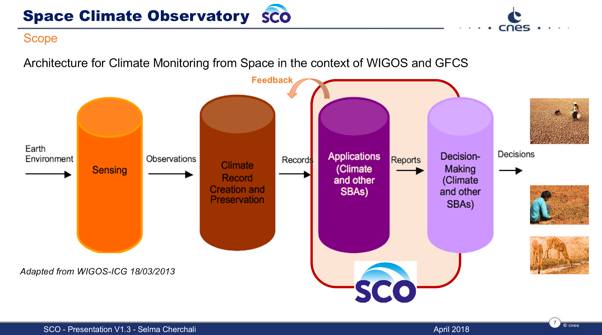 Space Climate Observatory SCO
cnes
Scope
Architecture for Climate Monitoring from Space in the context of WIGOS and GFCS
Feedback
Earth
Environment
Sensing
Observations
Climate
Record
Creation and
Preservation
Records
Applications
(Climate
and other
SBAs)
Reports
Decision-
Making
(Climate
and other
SBAs)
Decisions
Adapted from WIGOS-ICG 18/03/2013
SCO
SCO - Presentation V1.3 - Selma Cherchali
April 2018
7
© cnes